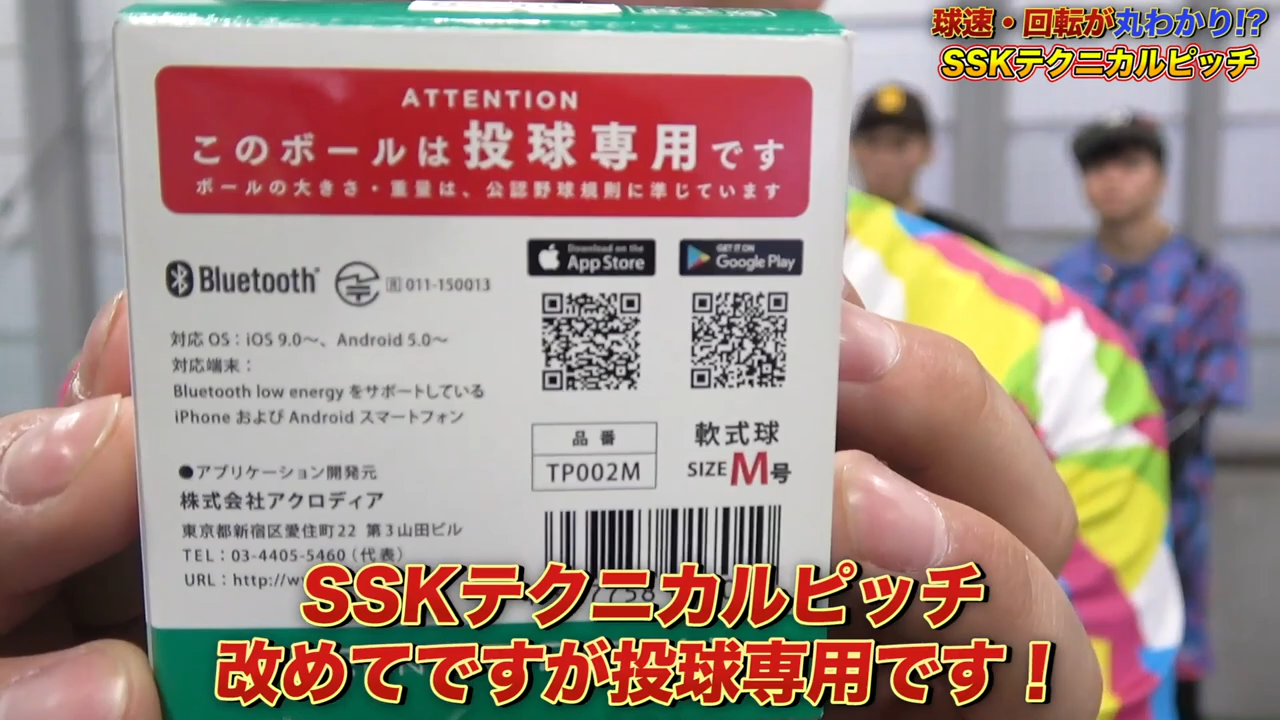 球速・回転が丸わかり!?
SSKテクニカルピッチ
ATTENTION
このボールは投球専用です
ボールの大きさ・重量は、公認野球規則に準じています
Bluetooth
R 011-150013
Download on the
App Store
GET IT ON
Google Play
対応OS：iOS 9.0〜、Android 5.0〜
対応端末：
Bluetooth low energy をサポートしている
iPhone および Android スマートフォン
品番
TP002M
軟式球
SIZE M号
●アプリケーション開発元
株式会社アクロディア
東京都新宿区愛住町22 第3山田ビル
TEL：03-4405-5460（代表）
URL：http://w
SSKテクニカルピッチ
改めてですが投球専用です！